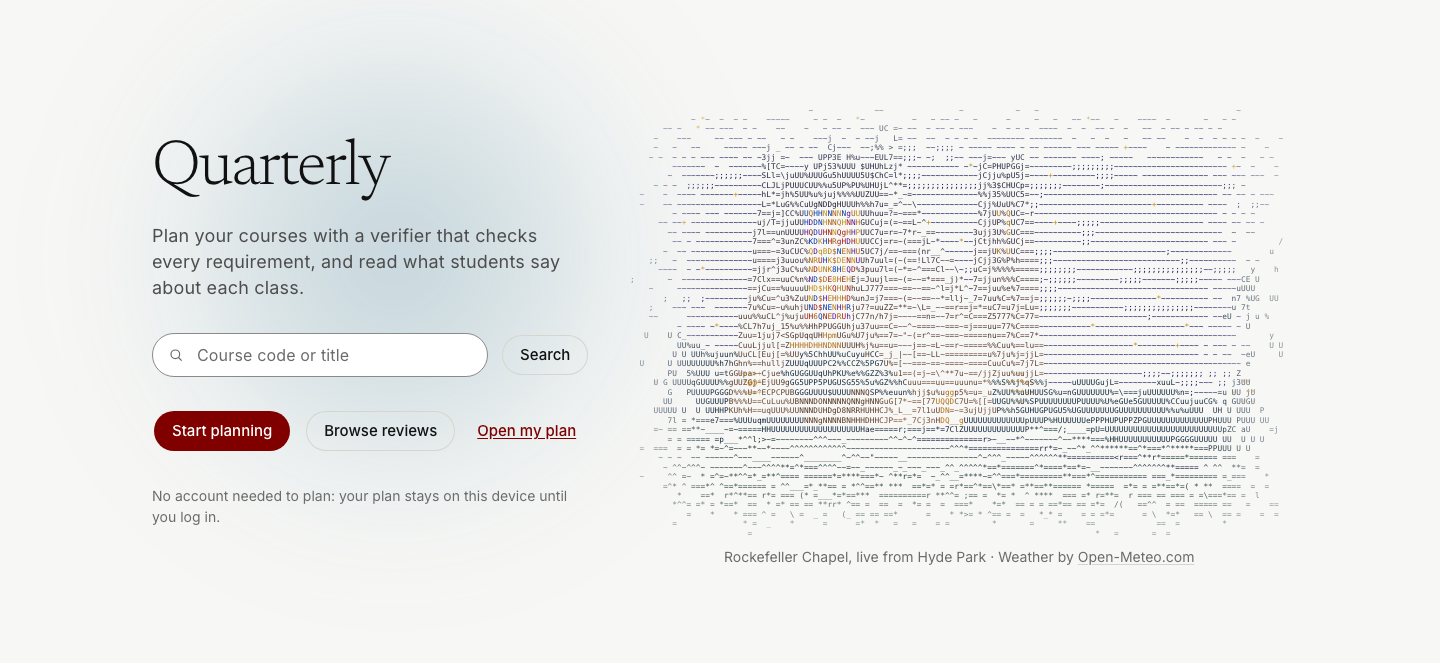 Quarterly
Plan your courses with a verifier that checks
every requirement, and read what students say
about each class.
Course code or title
Search
Start planning
Browse reviews
Open my plan
No account needed to plan: your plan stays on this device until
you log in.
Rockefeller Chapel, live from Hyde Park · Weather by Open-Meteo.com